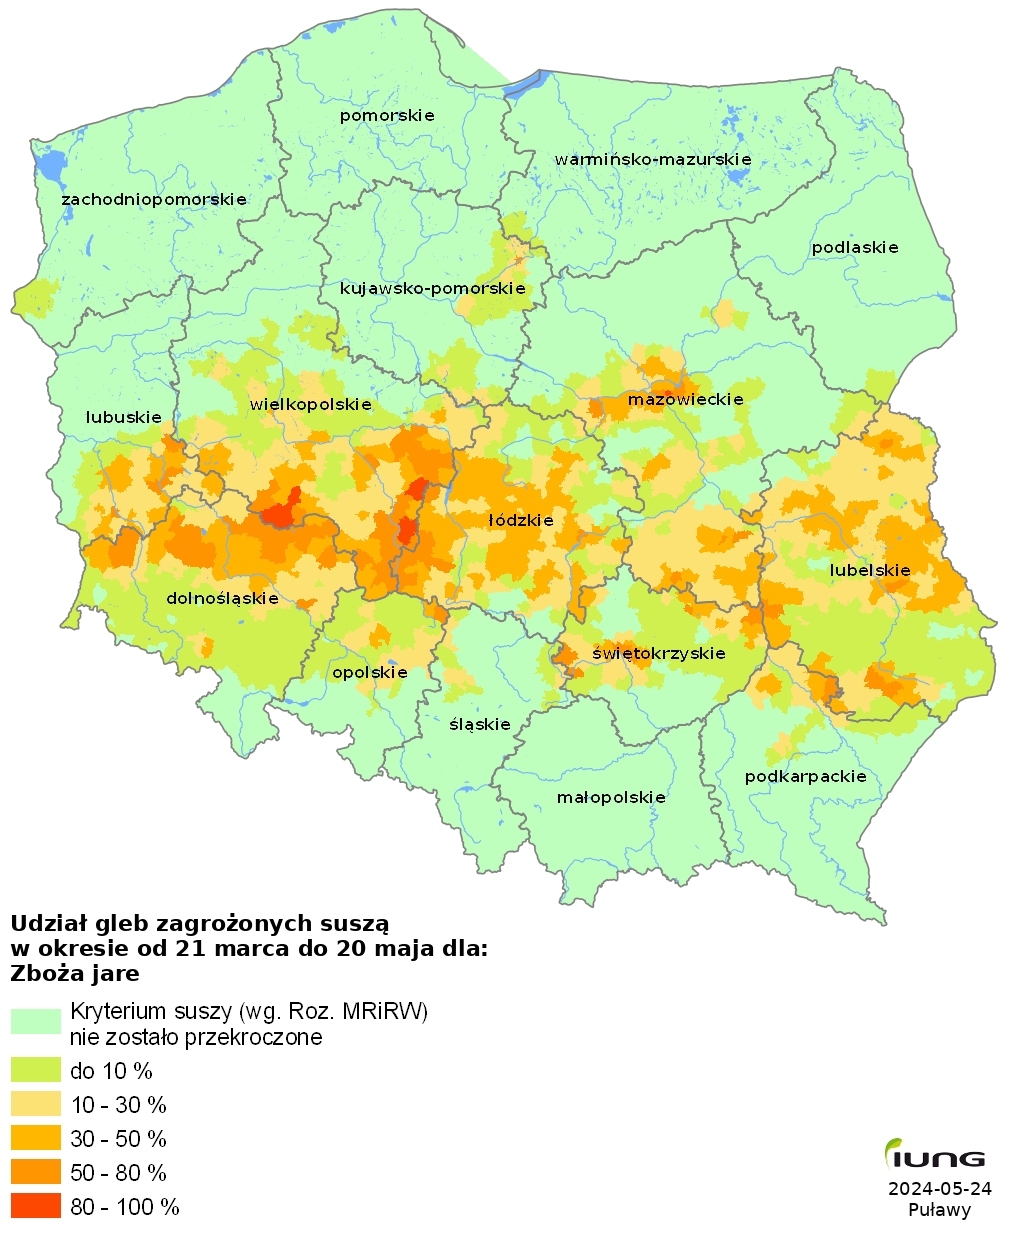 pomorskie
warmińsko-mazurskie
zachodniopomorskie
podlaskie
kujawsko-pomorskie
mazowieckie
wielkopolskie
lubuskie
łódzkie
lubelskie
dolnośląskie
świętokrzyskie
opolskie
śląskie
podkarpackie
małopolskie
Udział gleb zagrożonych suszą
w okresie od 21 marca do 20 maja dla:
Zboża jare
Kryterium suszy (wg. Roz. MRiRW)
nie zostało przekroczone
do 10 %
10 - 30 %
30 - 50 %
50 - 80 %
80 - 100 %
IUNG
2024-05-24
Puławy